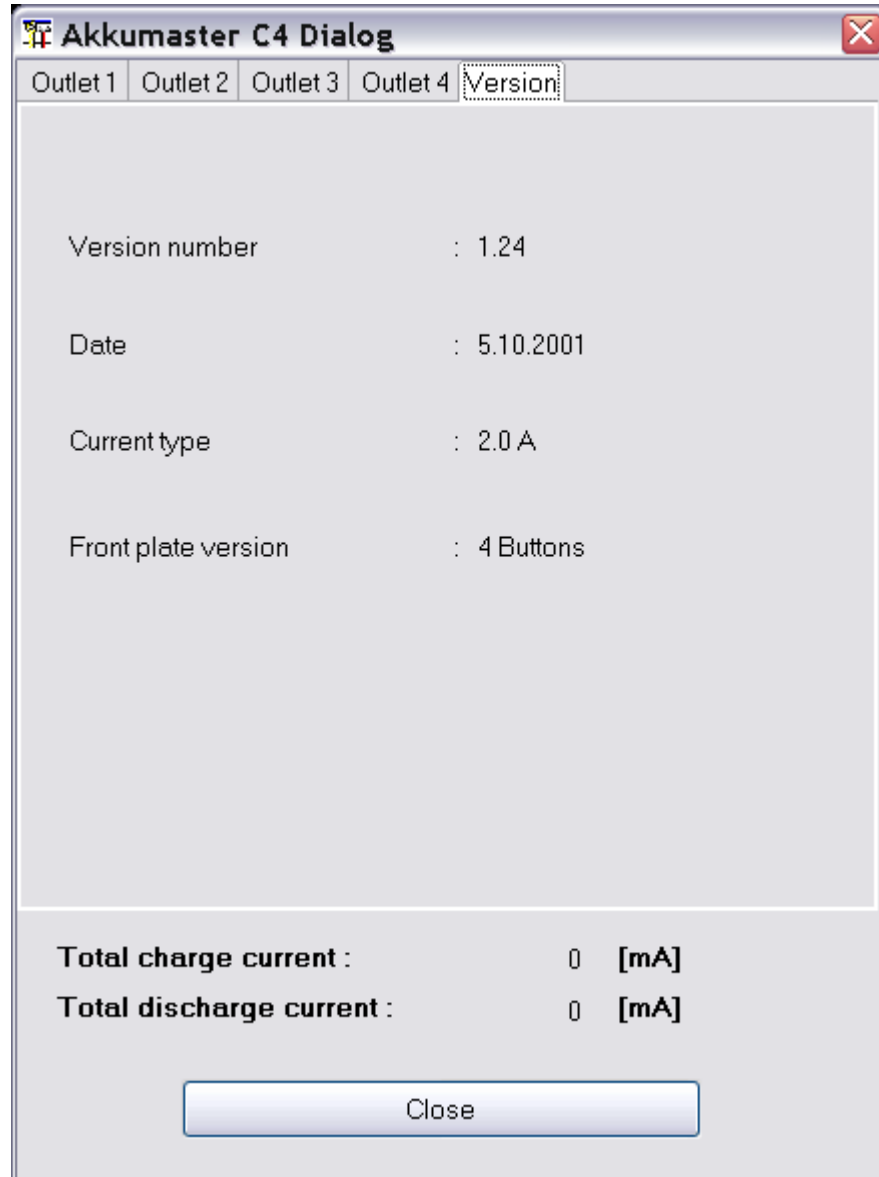 Akkumaster C4 Dialog
Outlet 1 Outlet 2 Outlet 3 Outlet 4 Version
Version number : 1.24
Date : 5.10.2001
Current type : 2.0 A
Front plate version : 4 Buttons
Total charge current : 0 [mA]
Total discharge current : 0 [mA]
Close